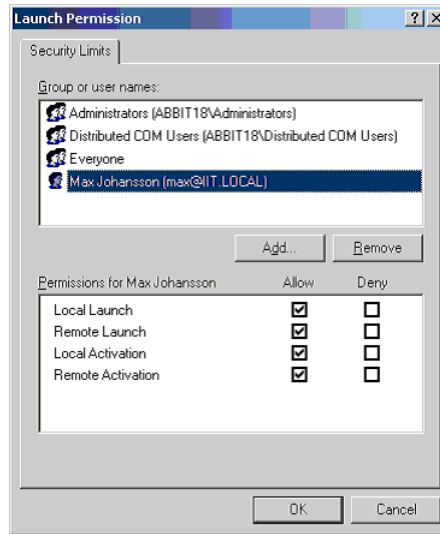 Launch Permission
Security Limits
Group or user names:
Administrators (ABBIT18\Administrators)
Distributed COM Users (ABBIT18\Distributed COM Users)
Everyone
Max Johansson (max@IIT.LOCAL)
Add... Remove
Permissions for Max Johansson Allow Deny
Local Launch
Remote Launch
Local Activation
Remote Activation
OK Cancel